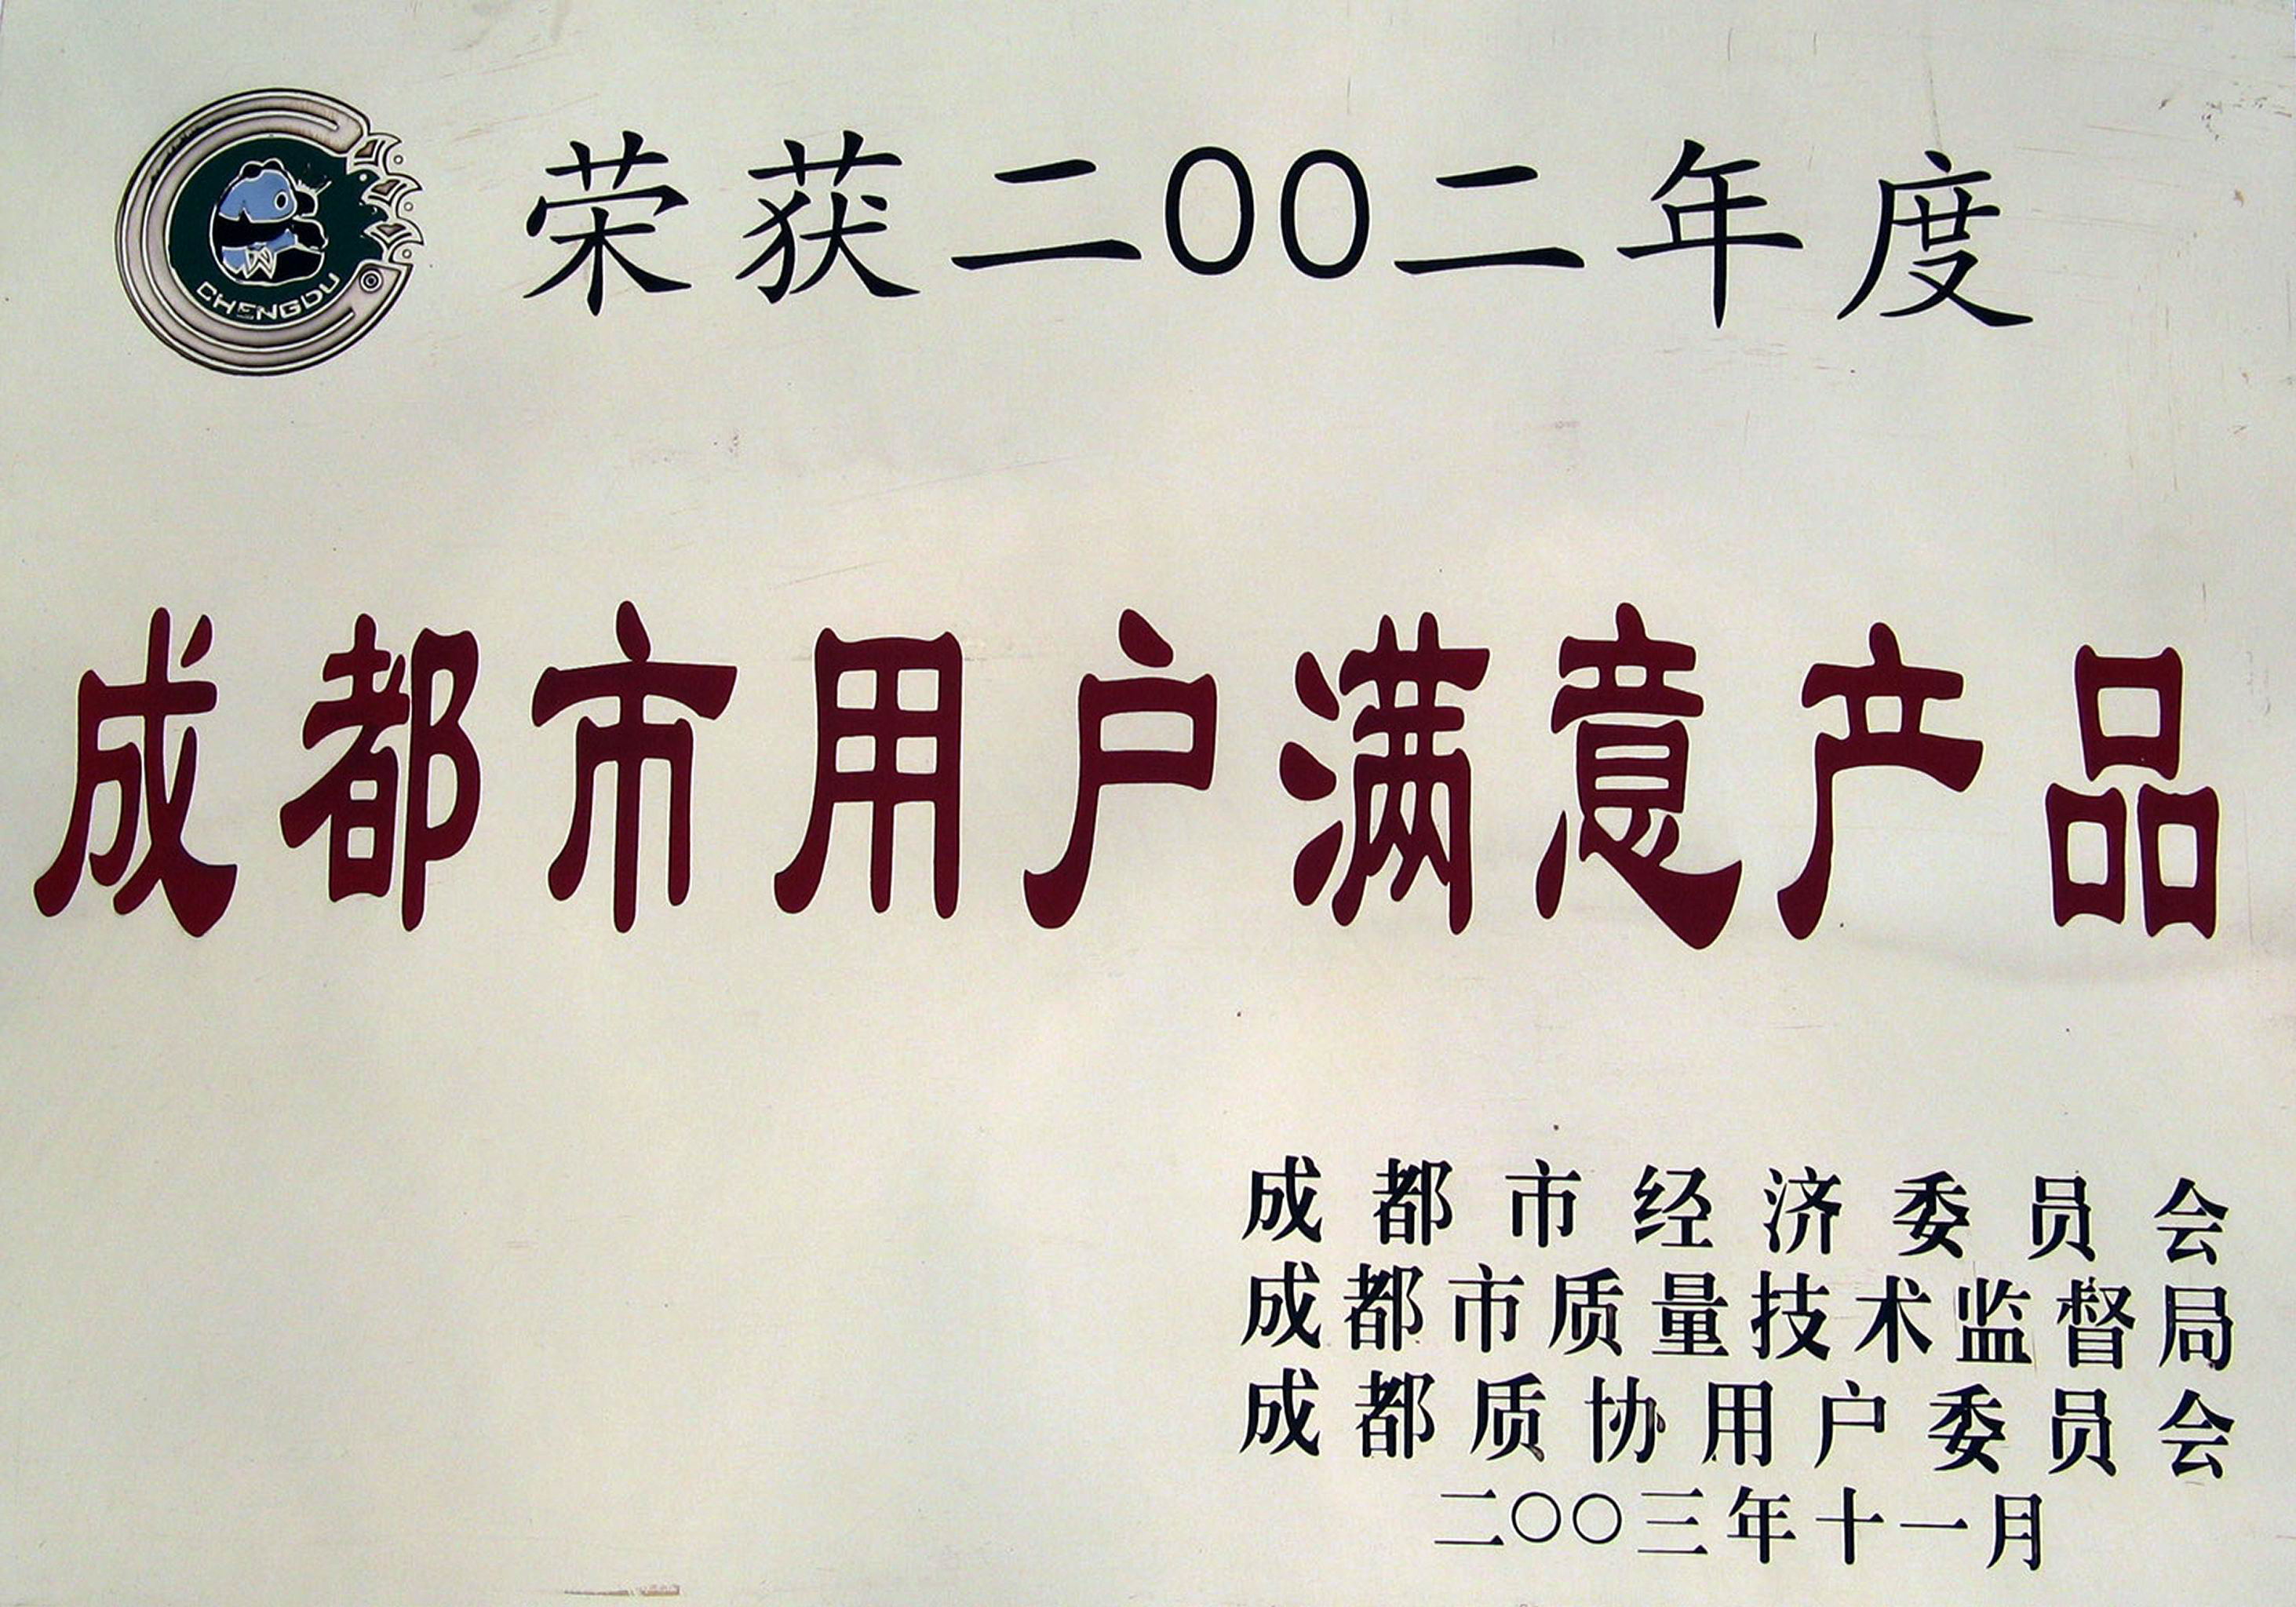 CHENGDU
荣获二00二年度
成都市用户满意产品
成都市经济委员会
成都市质量技术监督局
成都质协用户委员会
二〇〇三年十一月